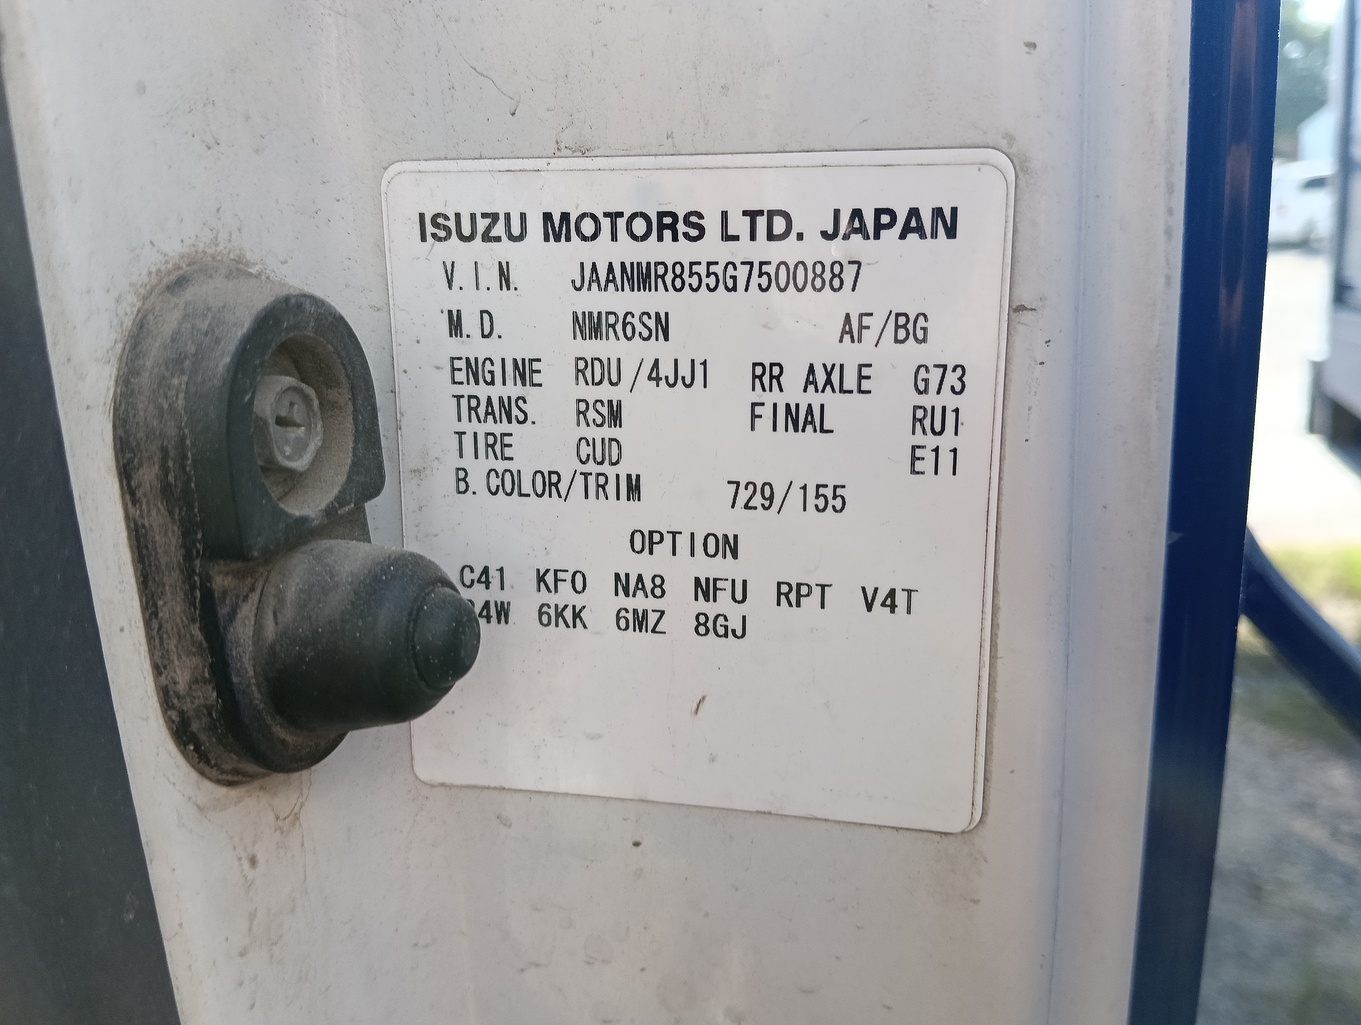 ISUZU MOTORS LTD. JAPAN
V.I.N. JAANMR855G7500887
M.D. NMR6SN AF/BG
ENGINE RDU/4JJ1 RR AXLE G73
TRANS. RSM FINAL RU1
TIRE CUD E11
B.COLOR/TRIM 729/155
OPTION
C41 KFO NA8 NFU RPT V4T
6KK 6MZ 8GJ